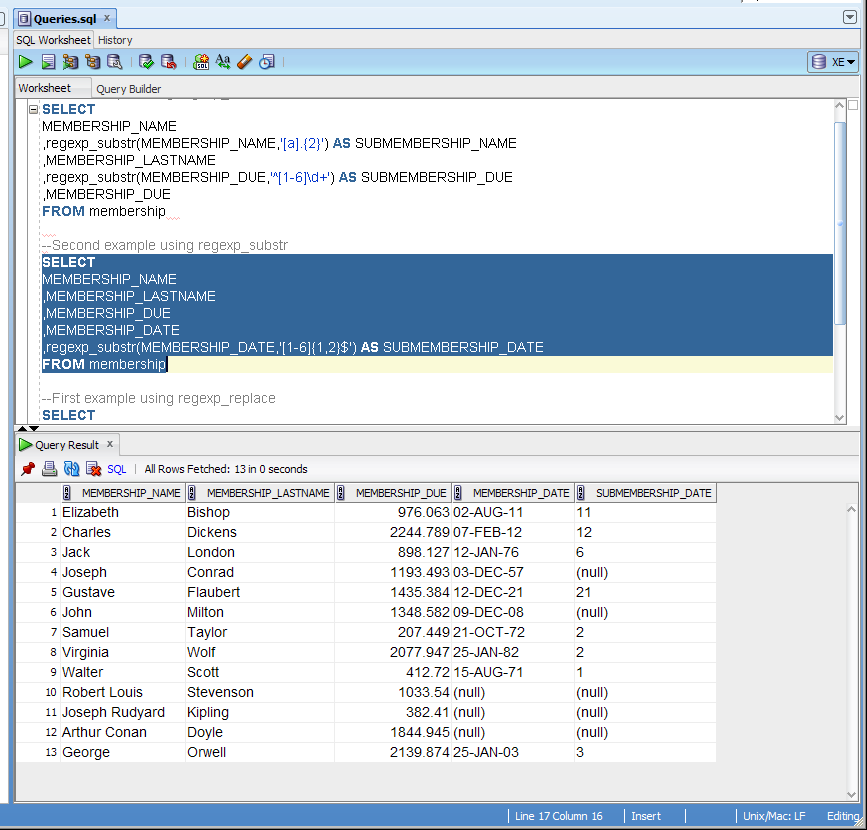 Queries.sql
SQL Worksheet History
XE
Worksheet Query Builder
SELECT
MEMBERSHIP_NAME
,regexp_substr(MEMBERSHIP_NAME,'[a].{2}') AS SUBMEMBERSHIP_NAME
,MEMBERSHIP_LASTNAME
,regexp_substr(MEMBERSHIP_DUE,'^[1-6]\d+') AS SUBMEMBERSHIP_DUE
,MEMBERSHIP_DUE
FROM membership
--Second example using regexp_substr
SELECT
MEMBERSHIP_NAME
,MEMBERSHIP_LASTNAME
,MEMBERSHIP_DUE
,MEMBERSHIP_DATE
,regexp_substr(MEMBERSHIP_DATE,'[1-6]{1,2}$') AS SUBMEMBERSHIP_DATE
FROM membership
--First example using regexp_replace
SELECT
Query Result
SQL | All Rows Fetched: 13 in 0 seconds
MEMBERSHIP_NAME MEMBERSHIP_LASTNAME MEMBERSHIP_DUE MEMBERSHIP_DATE SUBMEMBERSHIP_DATE
1 Elizabeth Bishop 976.063 02-AUG-11 11
2 Charles Dickens 2244.789 07-FEB-12 12
3 Jack London 898.127 12-JAN-76 6
4 Joseph Conrad 1193.493 03-DEC-57 (null)
5 Gustave Flaubert 1435.384 12-DEC-21 21
6 John Milton 1348.582 09-DEC-08 (null)
7 Samuel Taylor 207.449 21-OCT-72 2
8 Virginia Wolf 2077.947 25-JAN-82 2
9 Walter Scott 412.72 15-AUG-71 1
10 Robert Louis Stevenson 1033.54 (null) (null)
11 Joseph Rudyard Kipling 382.41 (null) (null)
12 Arthur Conan Doyle 1844.945 (null) (null)
13 George Orwell 2139.874 25-JAN-03 3
Line 17 Column 16 Insert Unix/Mac: LF Editing